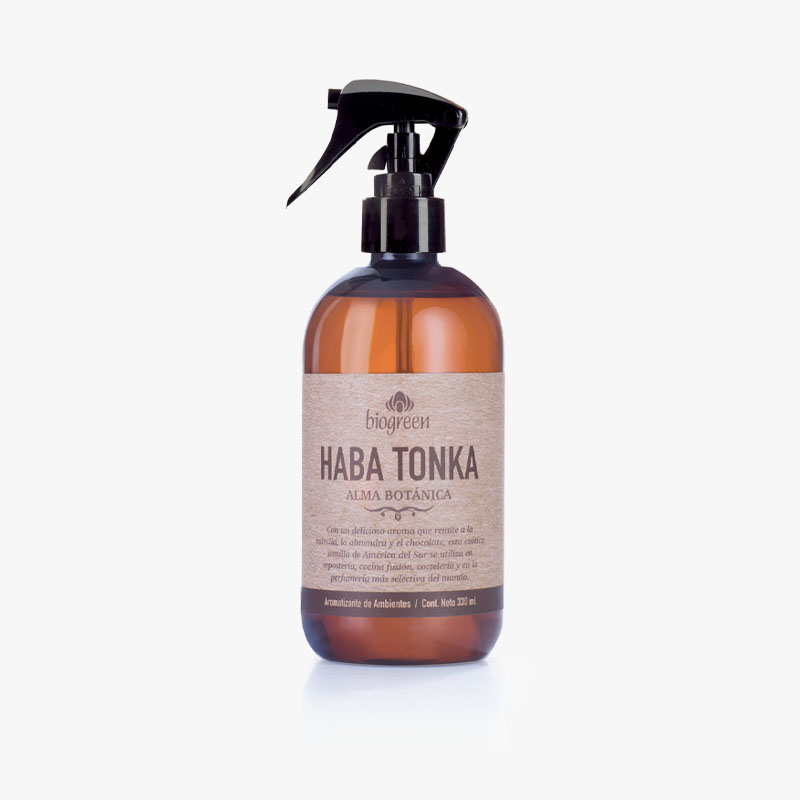 biogreen
HABA TONKA
ALMA BOTÁNICA
Con un delicioso aroma que remite a la
vainilla, la almendra y el chocolate, esta exótica
semilla de América del Sur se utiliza en
repostería, cocina fusión, coctelería y en la
perfumería más selectiva del mundo.
Aromatizante de Ambientes / Cont. Neto 330 ml